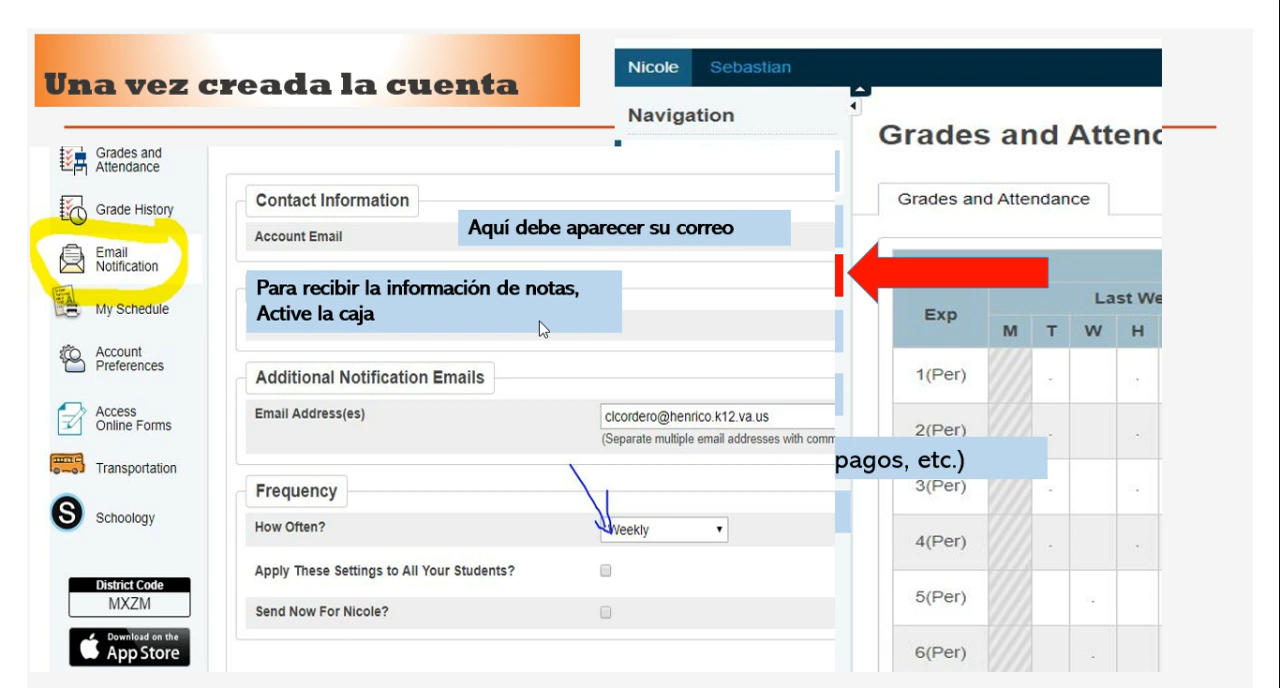 Una vez creada la cuenta
Nicole Sebastian
Navigation
Grades and
Attendance
Grade History
Email
Notification
My Schedule
Account
Preferences
Access
Online Forms
Transportation
Schoology
District Code
MXZM
Download on the
App Store
Contact Information
Account Email
Aquí debe aparecer su correo
Para recibir la información de notas,
Active la caja
Additional Notification Emails
Email Address(es)
clcordero@henrico.k12.va.us
(Separate multiple email addresses with comm
Frequency
How Often?
Weekly
Apply These Settings to All Your Students?
Send Now For Nicole?
pagos, etc.)
Grades and Attend
Grades and Attendance
Last We
Exp
M T W H
1(Per)
2(Per)
3(Per)
4(Per)
5(Per)
6(Per)